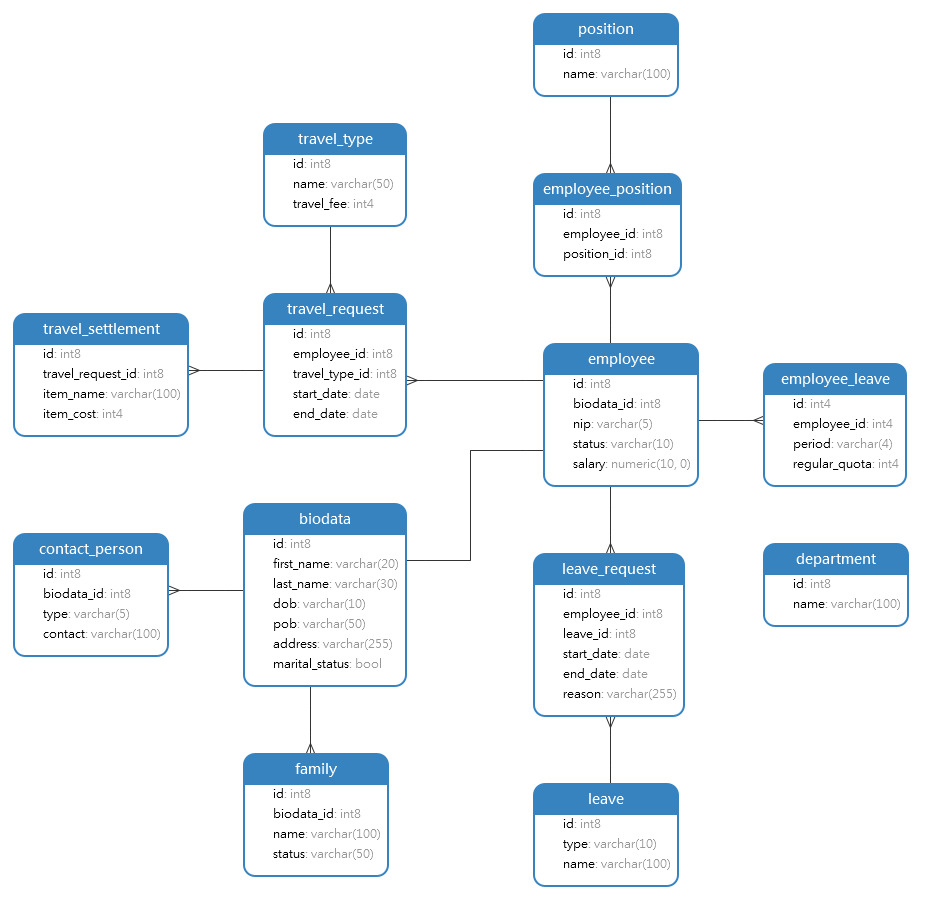 position
id: int8
name: varchar(100)
travel_type
id: int8
name: varchar(50)
travel_fee: int4
employee_position
id: int8
employee_id: int8
position_id: int8
travel_request
id: int8
employee_id: int8
travel_type_id: int8
start_date: date
end_date: date
travel_settlement
id: int8
travel_request_id: int8
item_name: varchar(100)
item_cost: int4
employee
id: int8
biodata_id: int8
nip: varchar(5)
status: varchar(10)
salary: numeric(10, 0)
employee_leave
id: int4
employee_id: int4
period: varchar(4)
regular_quota: int4
biodata
id: int8
first_name: varchar(20)
last_name: varchar(30)
dob: varchar(10)
pob: varchar(50)
address: varchar(255)
marital_status: bool
contact_person
id: int8
biodata_id: int8
type: varchar(5)
contact: varchar(100)
leave_request
id: int8
employee_id: int8
leave_id: int8
start_date: date
end_date: date
reason: varchar(255)
department
id: int8
name: varchar(100)
family
id: int8
biodata_id: int8
name: varchar(100)
status: varchar(50)
leave
id: int8
type: varchar(10)
name: varchar(100)